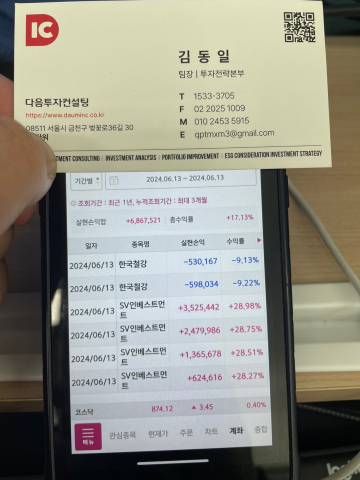 IC
김동일
팀장 | 투자전략본부
다음투자컨설팅
https://www.dauminc.co.kr
08511 서울시 금천구 벚꽃로36길 30
T 1533-3705
F 02 2025 1009
M 010 2453 5915
E qptmxm3@gmail.com
MENT CONSULTING | INVESTMENT ANALYSIS | PORTFOLIO IMPROVEMENT | ESG CONSIDERATION INVESTMENT STRATEGY
기간별 2024.06.13 ~ 2024.06.13
조회기간 : 최근 1년, 누적조회기간 : 최대 3개월
실현손익합 +6,867,521 총수익률 +17.13%
일자 종목명 실현손익 수익률
2024/06/13 한국철강 -530,167 -9.13%
2024/06/13 한국철강 -598,034 -9.22%
2024/06/13 SV인베스트먼트 +3,525,442 +28.98%
2024/06/13 SV인베스트먼트 +2,479,986 +28.75%
2024/06/13 SV인베스트먼트 +1,365,678 +28.51%
2024/06/13 SV인베스트먼트 +624,616 +28.27%
코스닥 874.12 ▲ 3.45 0.40%
메뉴 관심종목 현재가 주문 차트 계좌 종합